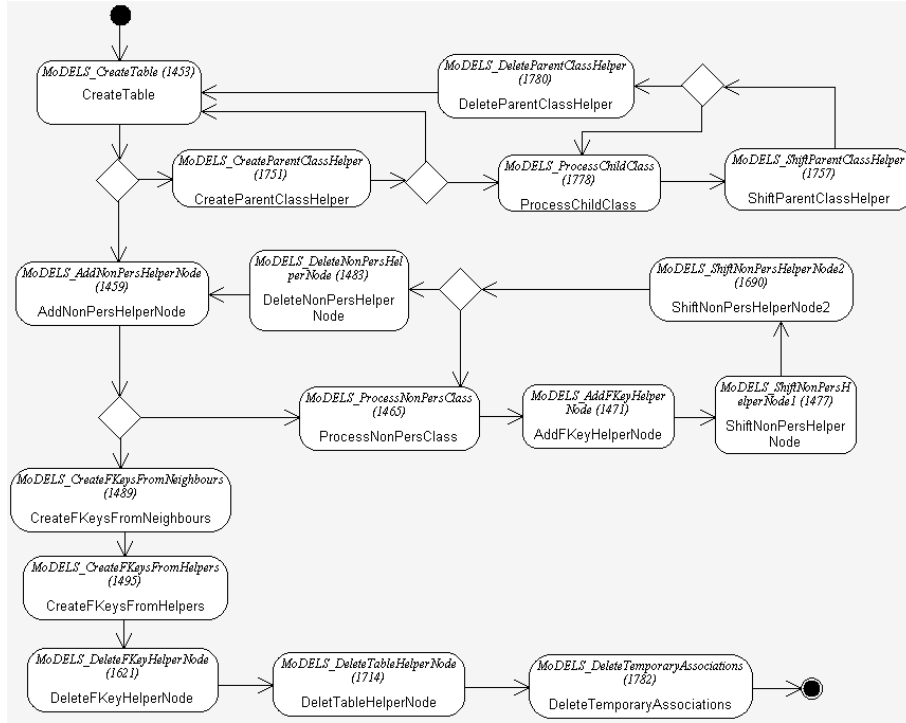 MoDELS_CreateTable (1453)
CreateTable
MoDELS_DeleteParentClassHelper
(1780)
DeleteParentClassHelper
MoDELS_CreateParentClassHelper
(1751)
CreateParentClassHelper
MoDELS_ProcessChildClass
(1778)
ProcessChildClass
MoDELS_ShiftParentClassHelper
(1757)
ShiftParentClassHelper
MoDELS_AddNonPersHelperNode
(1459)
AddNonPersHelperNode
MoDELS_DeleteNonPersHe
lperNode (1483)
DeleteNonPersHelper
Node
MoDELS_ShiftNonPersHelperNode2
(1690)
ShiftNonPersHelperNode2
MoDELS_ProcessNonPersClass
(1465)
ProcessNonPersClass
MoDELS_AddFKeyHelper
Node (1471)
AddFKeyHelperNode
MoDELS_ShiftNonPersH
elperNode1 (1477)
ShiftNonPersHelper
Node
MoDELS_CreateFKeysFromNeighbours
(1489)
CreateFKeysFromNeighbours
MoDELS_CreateFKeysFromHelpers
(1495)
CreateFKeysFromHelpers
MoDELS_DeleteFKeyHelperNode
(1621)
DeleteFKeyHelperNode
MoDELS_DeleteTableHelperNode
(1714)
DeletTableHelperNode
MoDELS_DeleteTemporaryAssociations
(1782)
DeleteTemporaryAssociations